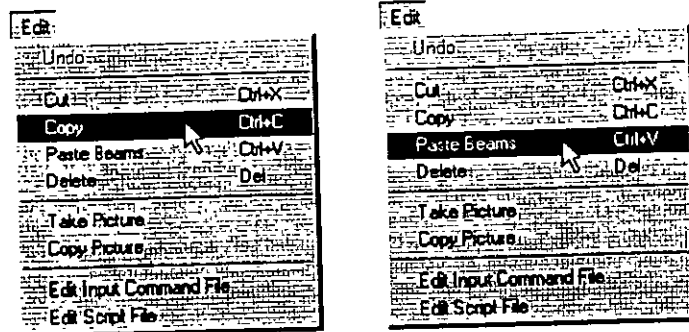 Edit
Undo
Cut Ctrl+X
Copy Ctrl+C
Paste Beams Ctrl+V
Delete Del
Take Picture
Copy Picture
Edit Input Command File
Edit Script File
Edit
Undo
Cut Ctrl+X
Copy Ctrl+C
Paste Beams Ctrl+V
Delete Del
Take Picture
Copy Picture
Edit Input Command File
Edit Script File